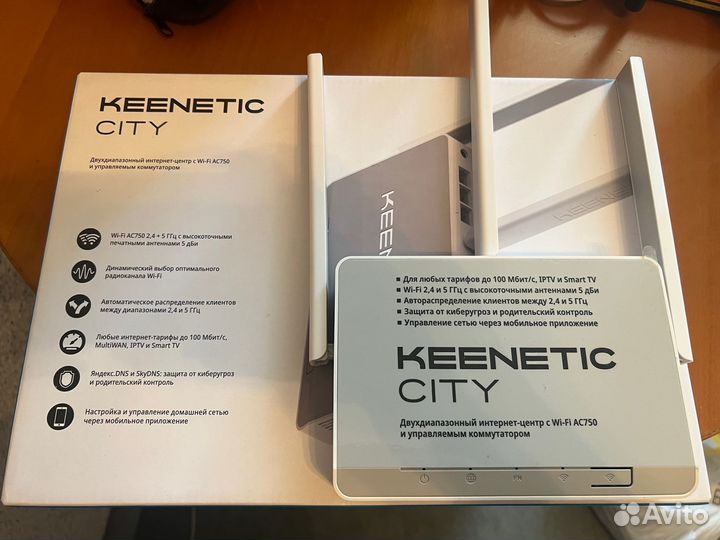 KEENETIC
CITY
Двухдиапазонный интернет-центр с Wi-Fi AC750
и управляемым коммутатором
Wi-Fi AC750 2,4 + 5 ГГц с высокоточными
печатными антеннами 5 дБи
Динамический выбор оптимального
радиоканала Wi-Fi
Автоматическое распределение клиентов
между диапазонами 2,4 и 5 ГГц
Любые интернет-тарифы до 100 Мбит/с,
MultiWAN, IPTV и Smart TV
Яндекс.DNS и SkyDNS: защита от киберугроз
и родительский контроль
Настройка и управление домашней сетью
через мобильное приложение
KEEN
KEENETIC
■ Для любых тарифов до 100 Мбит/с, IPTV и Smart TV
■ Wi-Fi 2,4 и 5 ГГц с высокоточными антеннами 5 дБи
■ Автораспределение клиентов между 2,4 и 5 ГГц
■ Защита от киберугроз и родительский контроль
■ Управление сетью через мобильное приложение
KEENETIC
CITY
Двухдиапазонный интернет-центр с Wi-Fi AC750
и управляемым коммутатором
FN
Avito